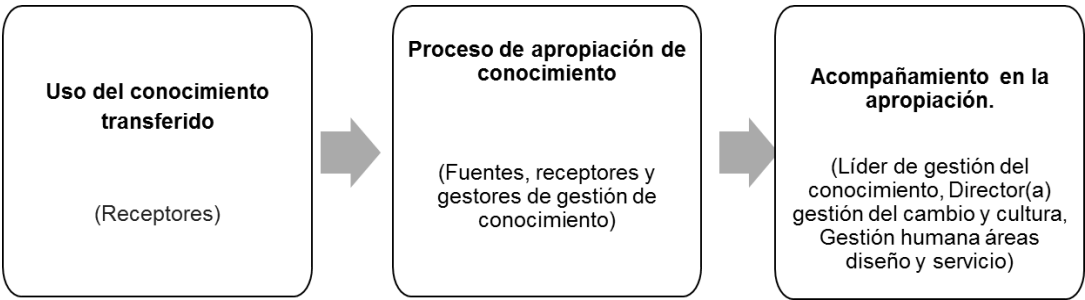 Uso del conocimiento
transferido
(Receptores)
Proceso de apropiación de
conocimiento
(Fuentes, receptores y
gestores de gestión de
conocimiento)
Acompañamiento en la
apropiación.
(Líder de gestión del
conocimiento, Director(a)
gestión del cambio y cultura,
Gestión humana áreas
diseño y servicio)